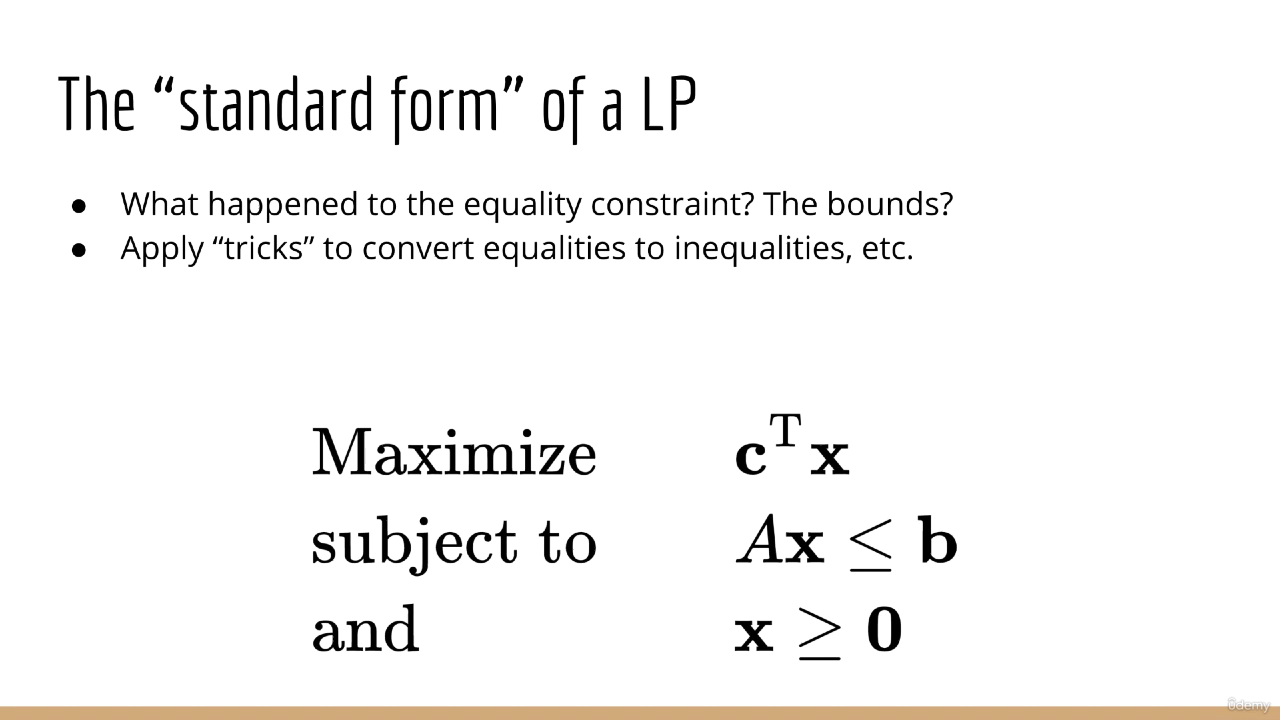 The “standard form” of a LP
● What happened to the equality constraint? The bounds?
● Apply “tricks” to convert equalities to inequalities, etc.
Maximize cᵀx
subject to Ax ≤ b
and x ≥ 0
ûdemy